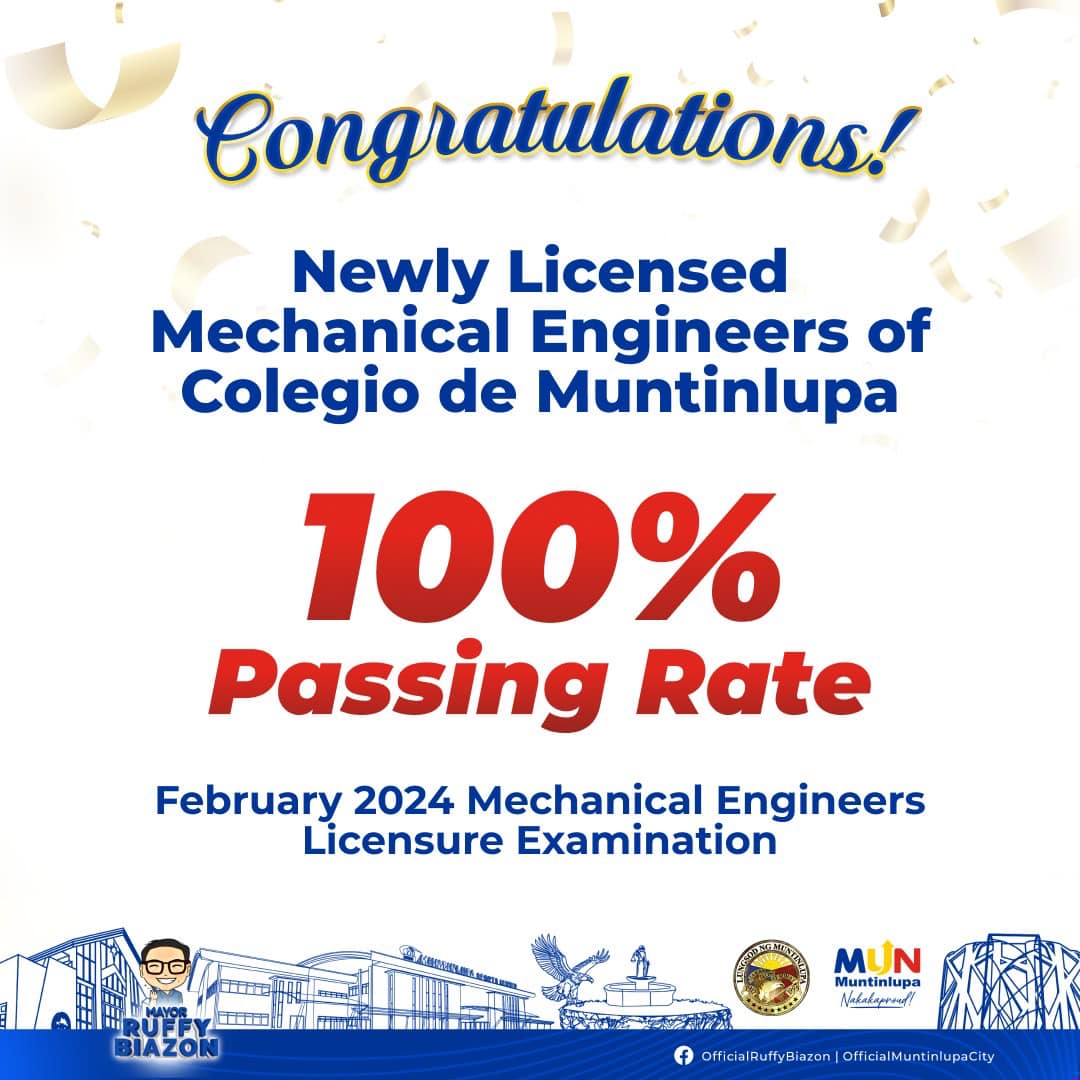 Congratulations!
Newly Licensed
Mechanical Engineers of
Colegio de Muntinlupa
100%
Passing Rate
February 2024 Mechanical Engineers
Licensure Examination
MAYOR
RUFFY
BIAZON
LUNGSOD NG MUNTINLUPA
MUN
Muntinlupa
Nakakaproud!
OfficialRuffyBiazon | OfficialMuntinlupaCity